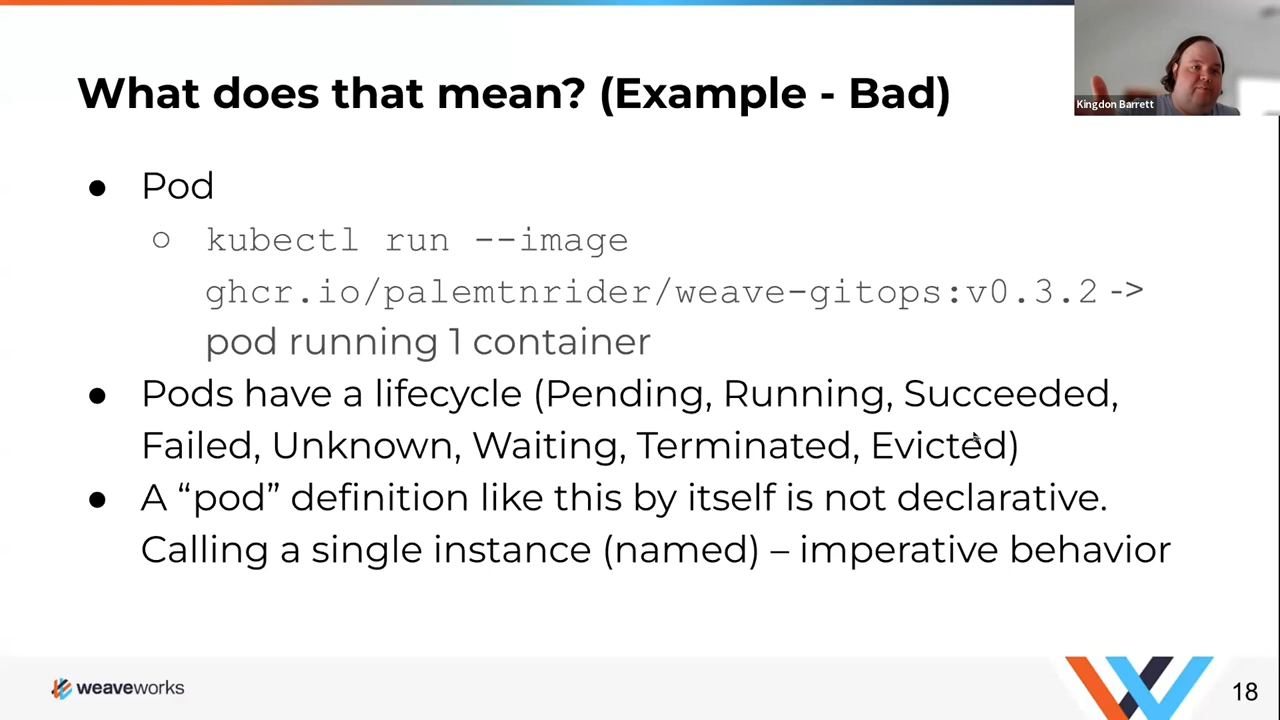 What does that mean? (Example - Bad)
Kingdon Barrett
● Pod
○ kubectl run --image
ghcr.io/palemtnrider/weave-gitops:v0.3.2 ->
pod running 1 container
● Pods have a lifecycle (Pending, Running, Succeeded,
Failed, Unknown, Waiting, Terminated, Evicted)
● A “pod” definition like this by itself is not declarative.
Calling a single instance (named) – imperative behavior
weaveworks
18